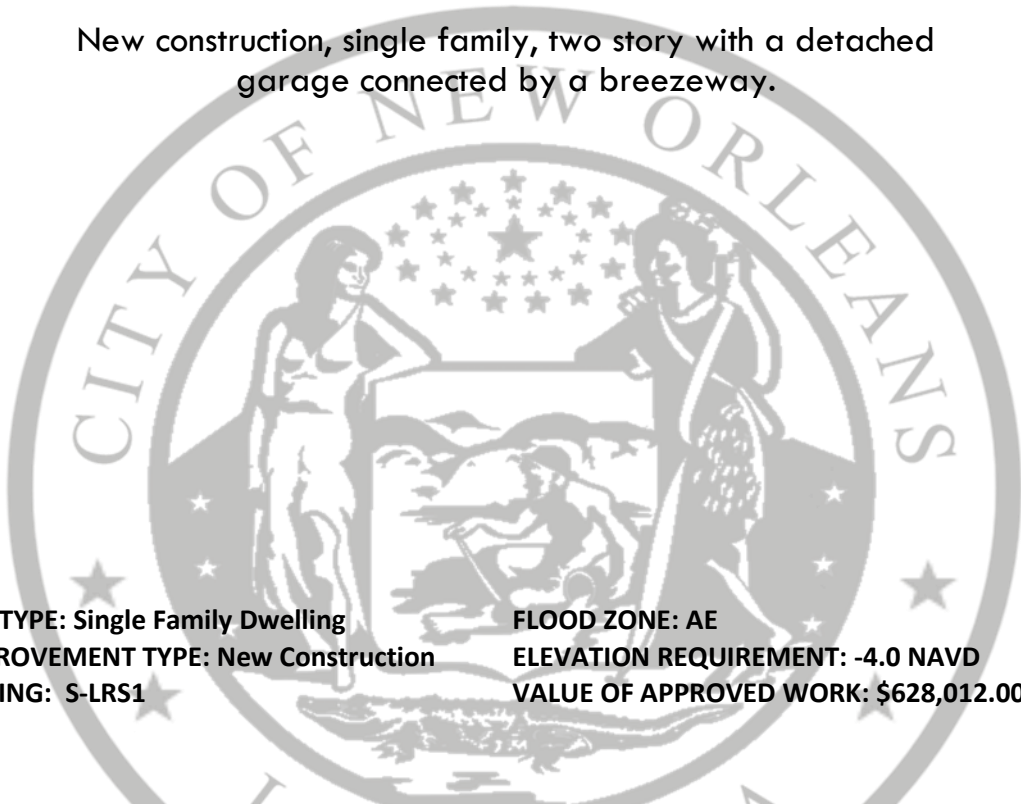 New construction, single family, two story with a detached
garage connected by a breezeway.
CITY OF NEW ORLEANS
TYPE: Single Family Dwelling
FLOOD ZONE: AE
ROVEMENT TYPE: New Construction
ELEVATION REQUIREMENT: -4.0 NAVD
ING: S-LRS1
VALUE OF APPROVED WORK: $628,012.00